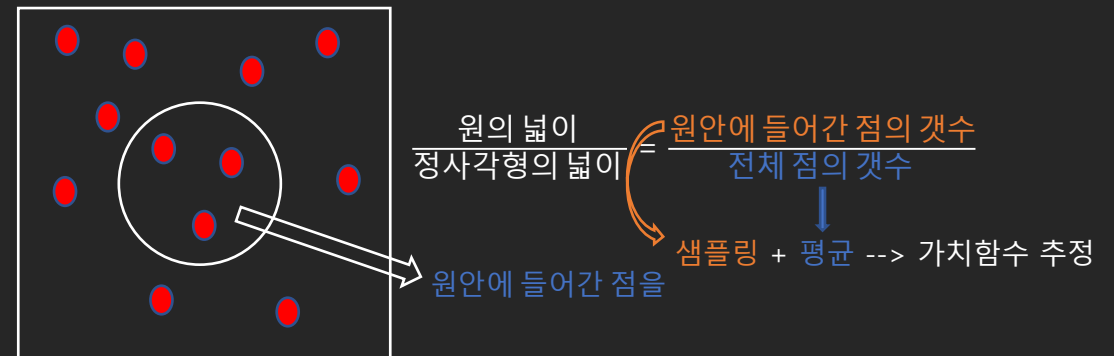 원의 넓이 = 원안에 들어간 점의 갯수
정사각형의 넓이 전체 점의 갯수
샘플링 + 평균 --> 가치함수 추정
원안에 들어간 점을